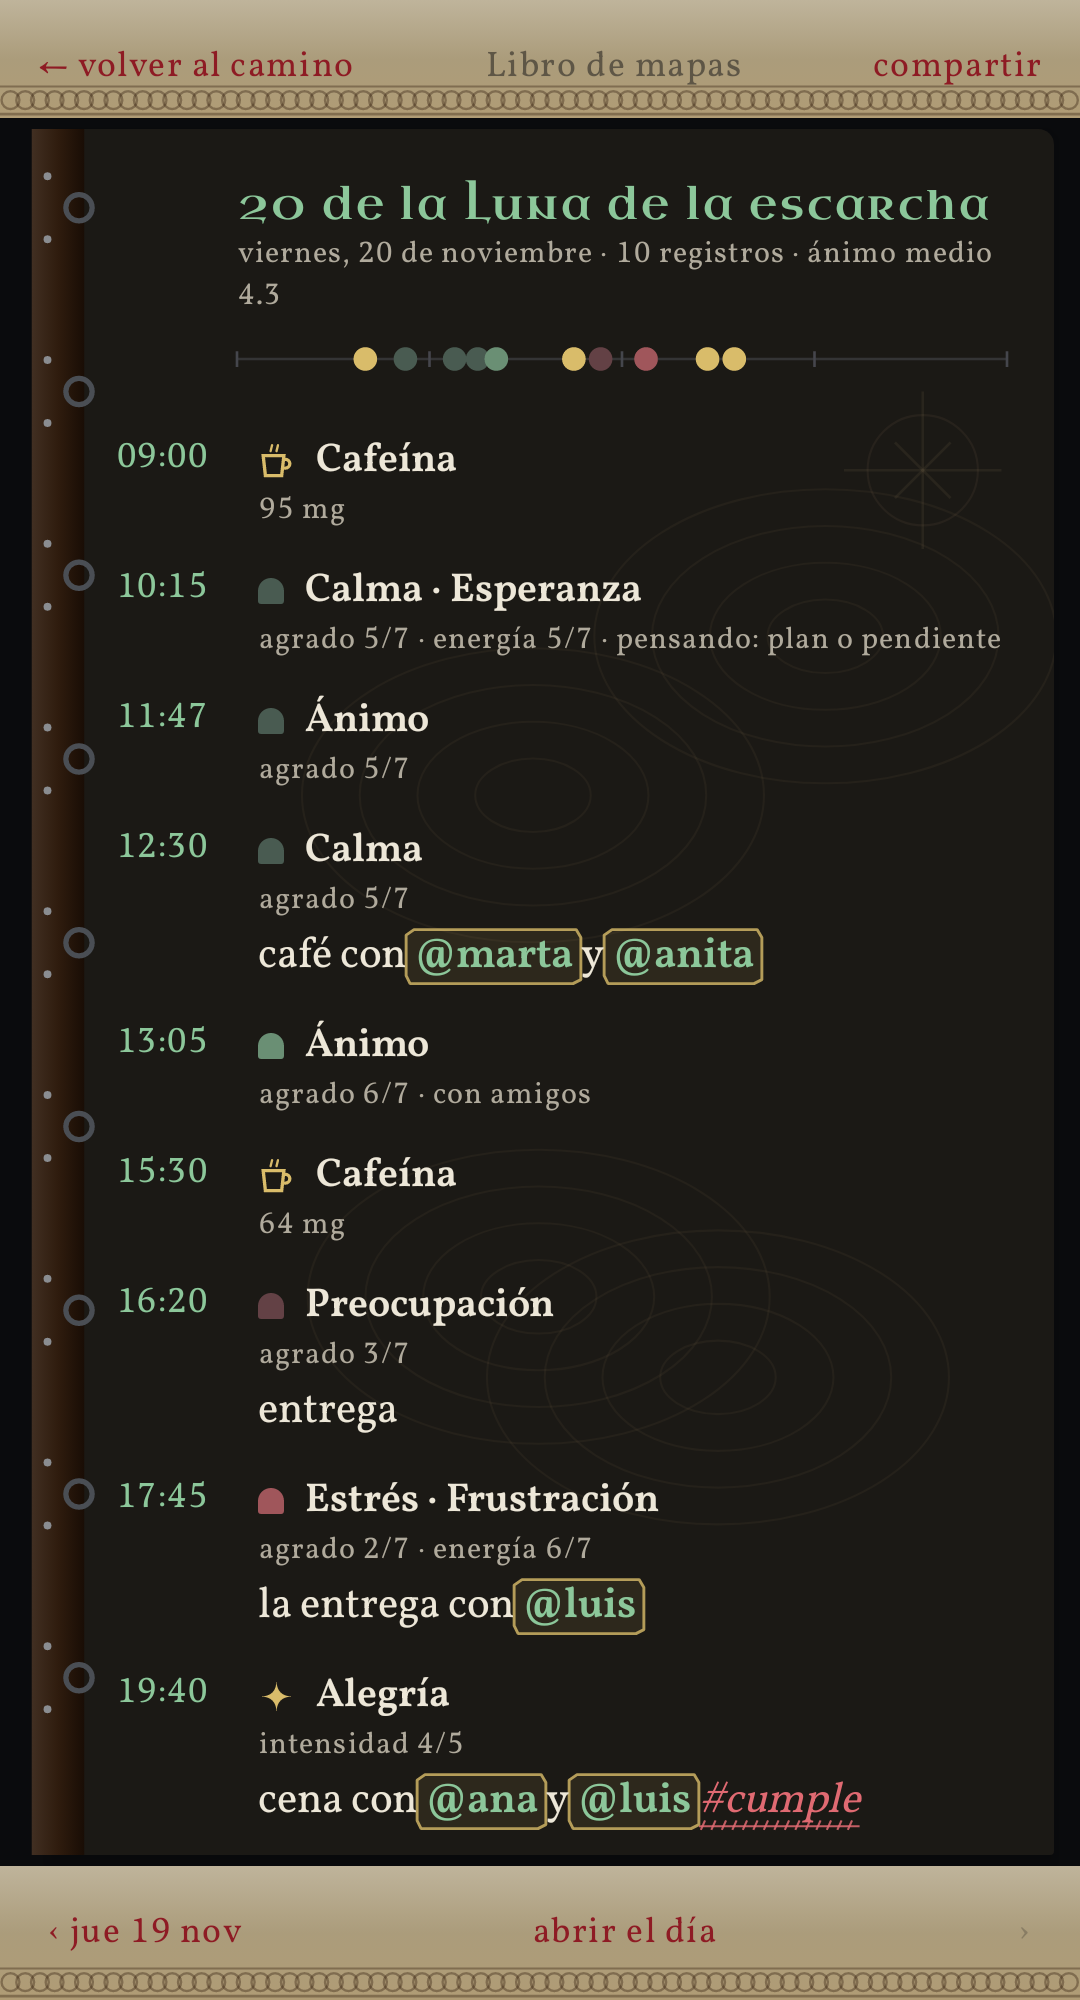 ← volver al camino Libro de mapas compartir
20 de la Luna de la escarcha
viernes, 20 de noviembre · 10 registros · ánimo medio
4.3
09:00 Cafeína
95 mg
10:15 Calma · Esperanza
agrado 5/7 · energía 5/7 · pensando: plan o pendiente
11:47 Ánimo
agrado 5/7
12:30 Calma
agrado 5/7
café con @marta y @anita
13:05 Ánimo
agrado 6/7 · con amigos
15:30 Cafeína
64 mg
16:20 Preocupación
agrado 3/7
entrega
17:45 Estrés · Frustración
agrado 2/7 · energía 6/7
la entrega con @luis
19:40 Alegría
intensidad 4/5
cena con @ana y @luis #cumple
‹ jue 19 nov abrir el día ›